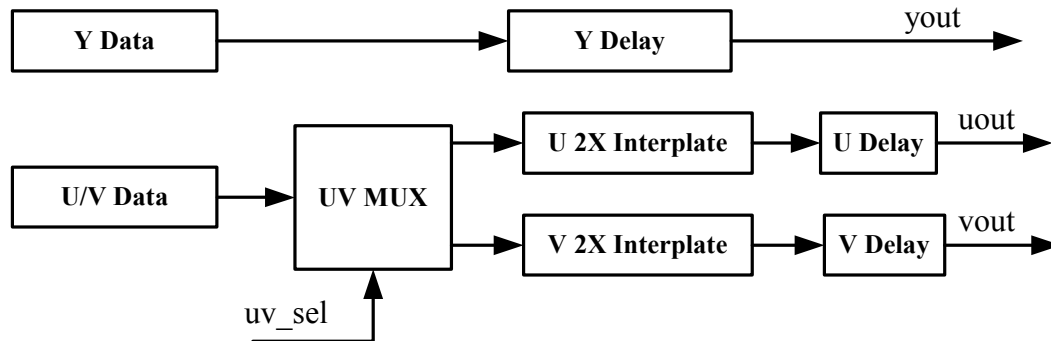 Y Data
Y Delay
yout
U/V Data
UV MUX
U 2X Interplate
U Delay
uout
V 2X Interplate
V Delay
vout
uv_sel